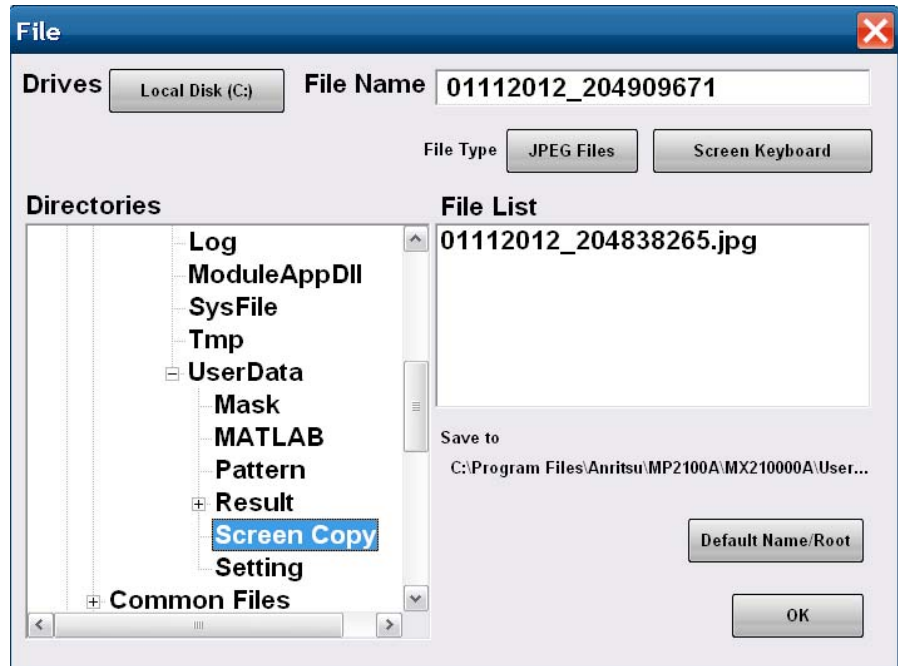 File
Drives Local Disk (C:) File Name 01112012_204909671
File Type JPEG Files Screen Keyboard
Directories
Log
ModuleAppDll
SysFile
Tmp
UserData
Mask
MATLAB
Pattern
Result
Screen Copy
Setting
Common Files
File List
01112012_204838265.jpg
Save to
C:\Program Files\Anritsu\MP2100A\MX210000A\User...
Default Name/Root
OK